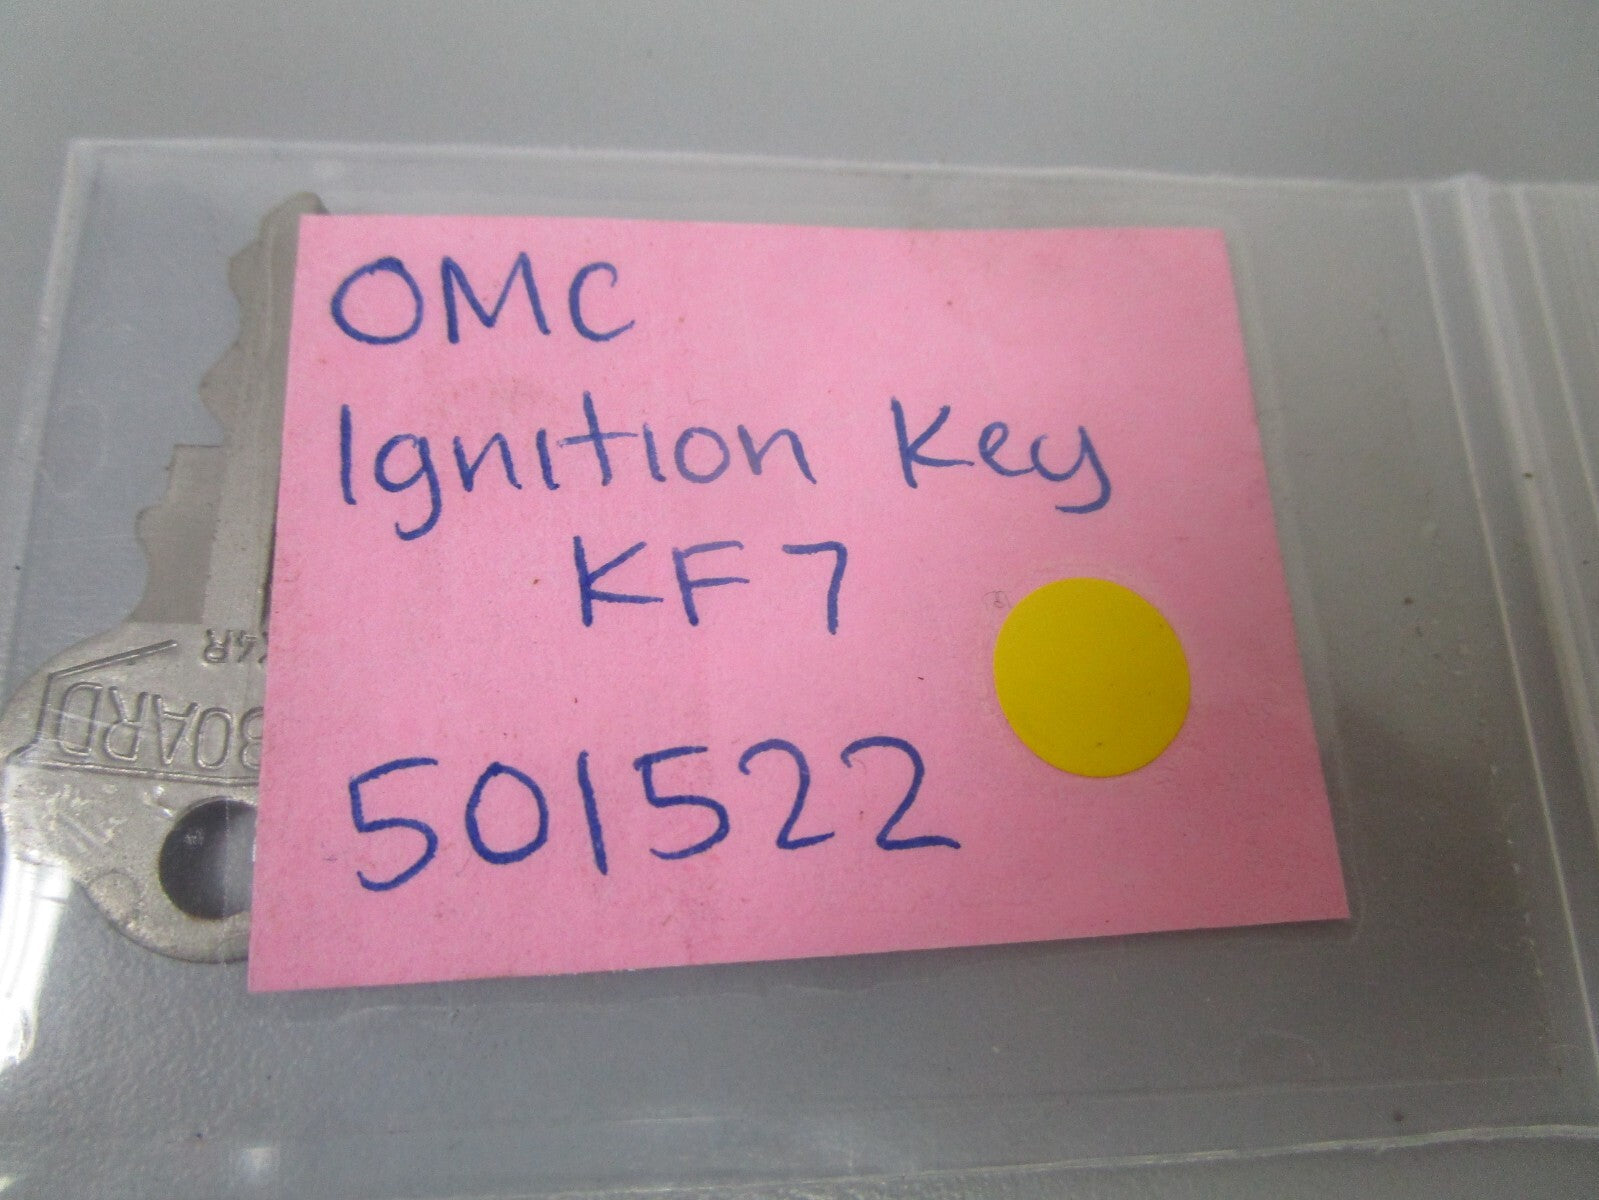 OMC
Ignition Key
KF7
501522
BOARD